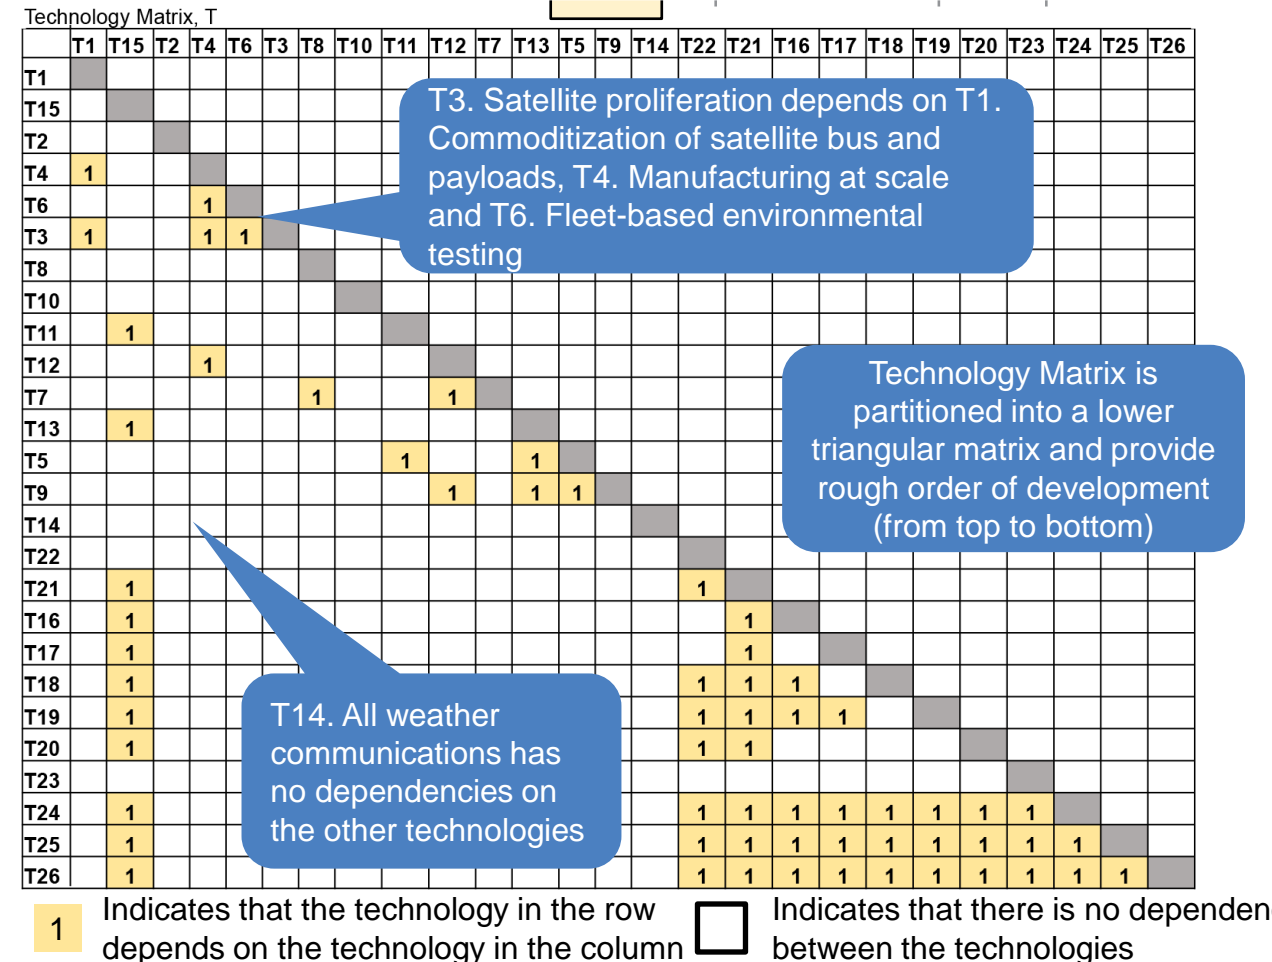 Technology Matrix, T
T1 T15 T2 T4 T6 T3 T8 T10 T11 T12 T7 T13 T5 T9 T14 T22 T21 T16 T17 T18 T19 T20 T23 T24 T25 T26
T1
T15
T2
T4 1
T6 1
T3 1 1 1
T8
T10
T11 1
T12 1
T7 1 1
T13 1
T5 1 1
T9 1 1 1
T14
T22
T21 1 1
T16 1 1
T17 1 1
T18 1 1 1 1
T19 1 1 1 1 1
T20 1 1 1
T23
T24 1 1 1 1 1 1 1 1 1
T25 1 1 1 1 1 1 1 1 1 1
T26 1 1 1 1 1 1 1 1 1 1 1
T3. Satellite proliferation depends on T1.
Commoditization of satellite bus and
payloads, T4. Manufacturing at scale
and T6. Fleet-based environmental
testing
Technology Matrix is
partitioned into a lower
triangular matrix and provide
rough order of development
(from top to bottom)
T14. All weather
communications has
no dependencies on
the other technologies
1
Indicates that the technology in the row
depends on the technology in the column
Indicates that there is no dependen
between the technologies